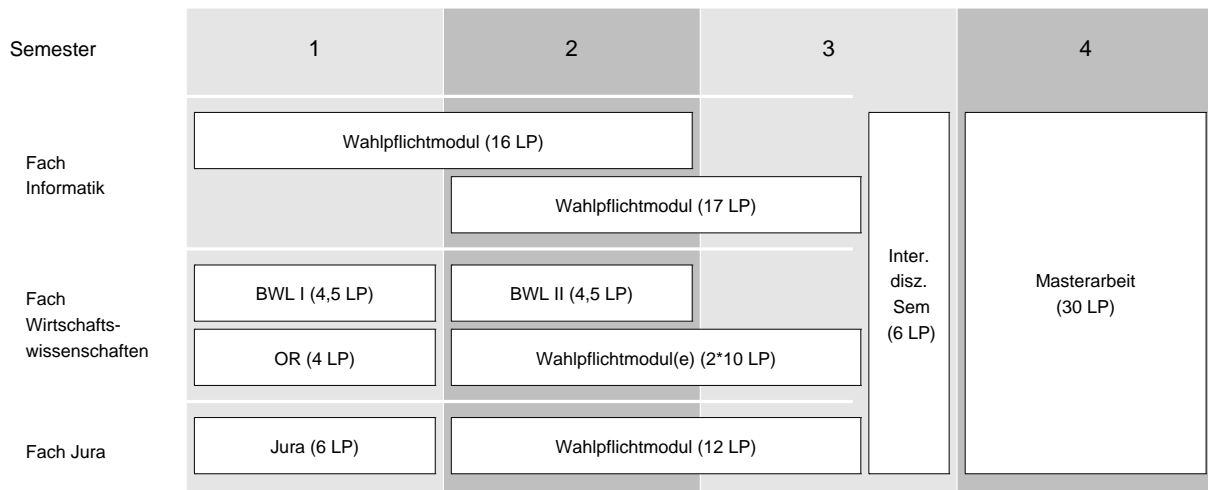 Semester 1 2 3 4
Fach
Informatik
Wahlpflichtmodul (16 LP)
Wahlpflichtmodul (17 LP)
Fach
Wirtschafts-
wissenschaften
BWL I (4,5 LP)
BWL II (4,5 LP)
OR (4 LP)
Wahlpflichtmodul(e) (2*10 LP)
Fach Jura
Jura (6 LP)
Wahlpflichtmodul (12 LP)
Inter.
disz.
Sem
(6 LP)
Masterarbeit
(30 LP)